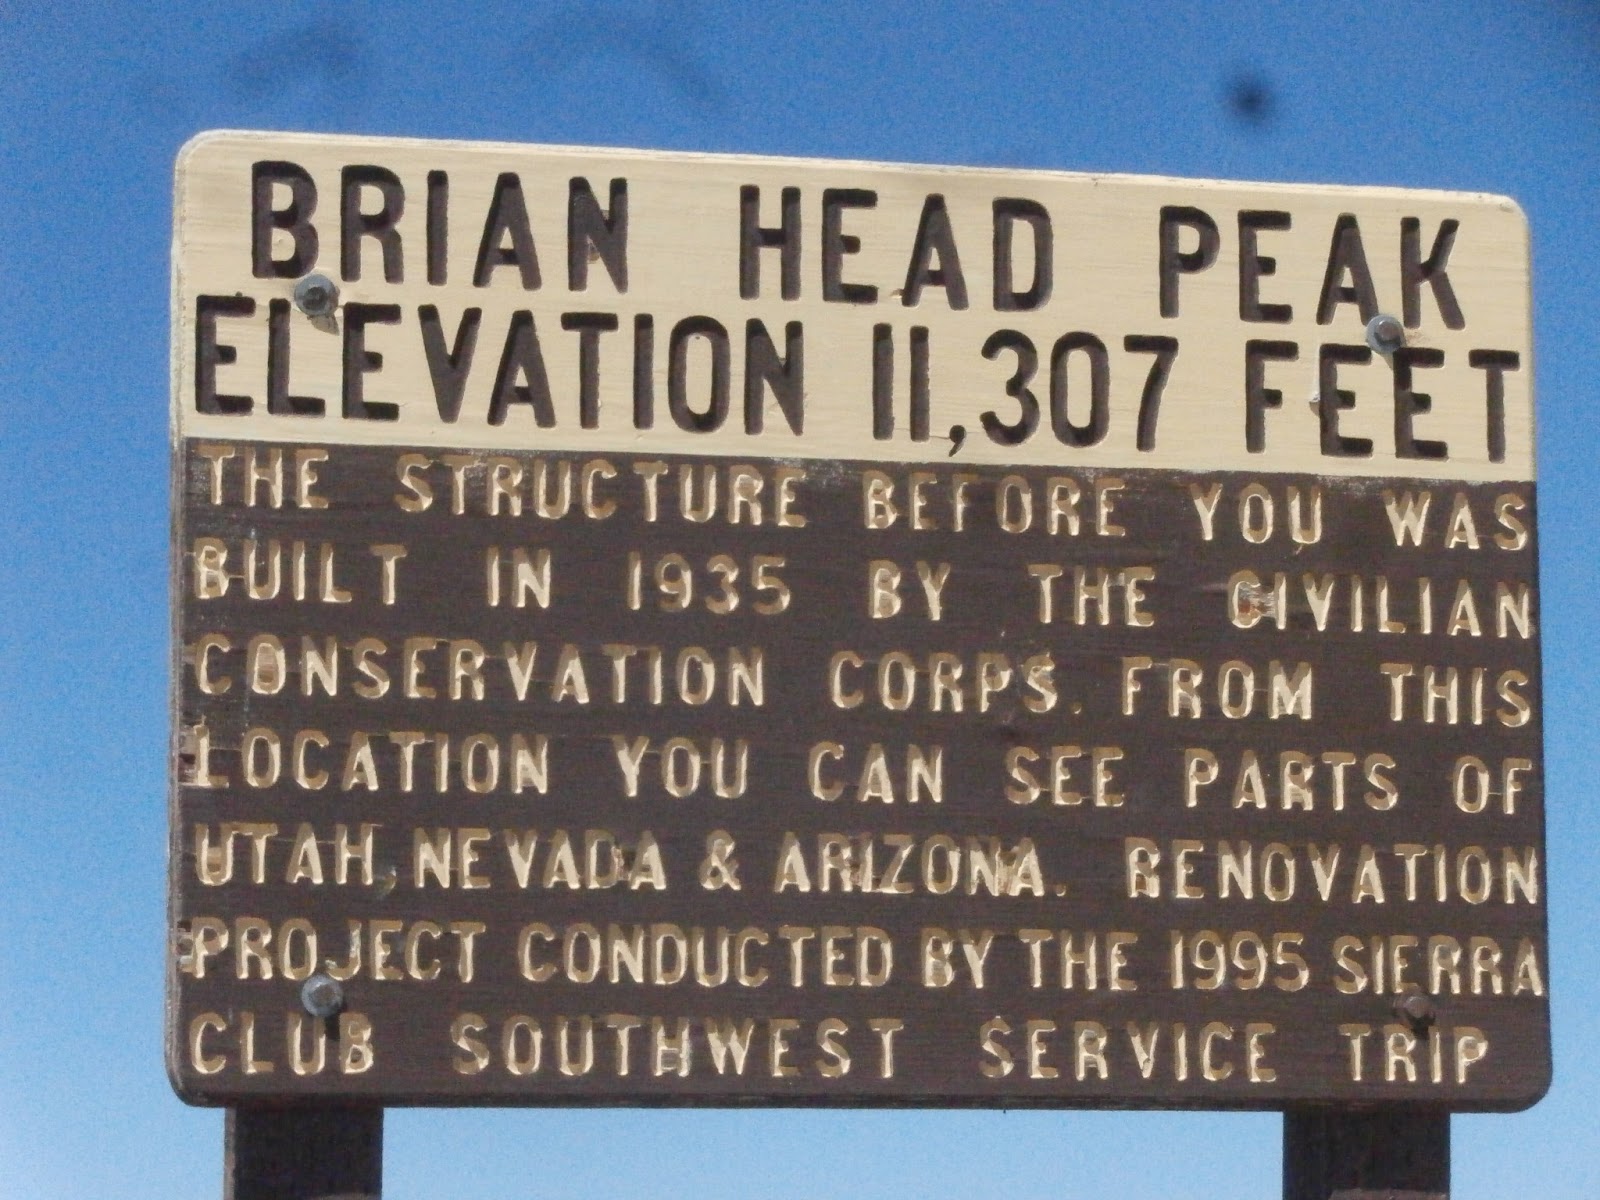 BRIAN HEAD PEAK
ELEVATION 11,307 FEET
THE STRUCTURE BEFORE YOU WAS
BUILT IN 1935 BY THE CIVILIAN
CONSERVATION CORPS. FROM THIS
LOCATION YOU CAN SEE PARTS OF
UTAH, NEVADA & ARIZONA. RENOVATION
PROJECT CONDUCTED BY THE 1995 SIERRA
CLUB SOUTHWEST SERVICE TRIP